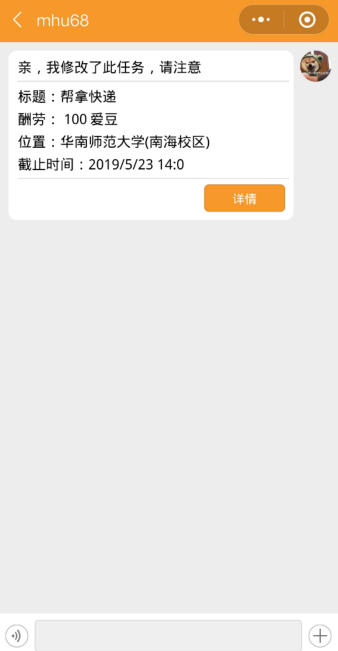 mhu68
亲，我修改了此任务，请注意
标题：帮拿快递
酬劳： 100 爱豆
位置：华南师范大学(南海校区)
截止时间：2019/5/23 14:0
详情